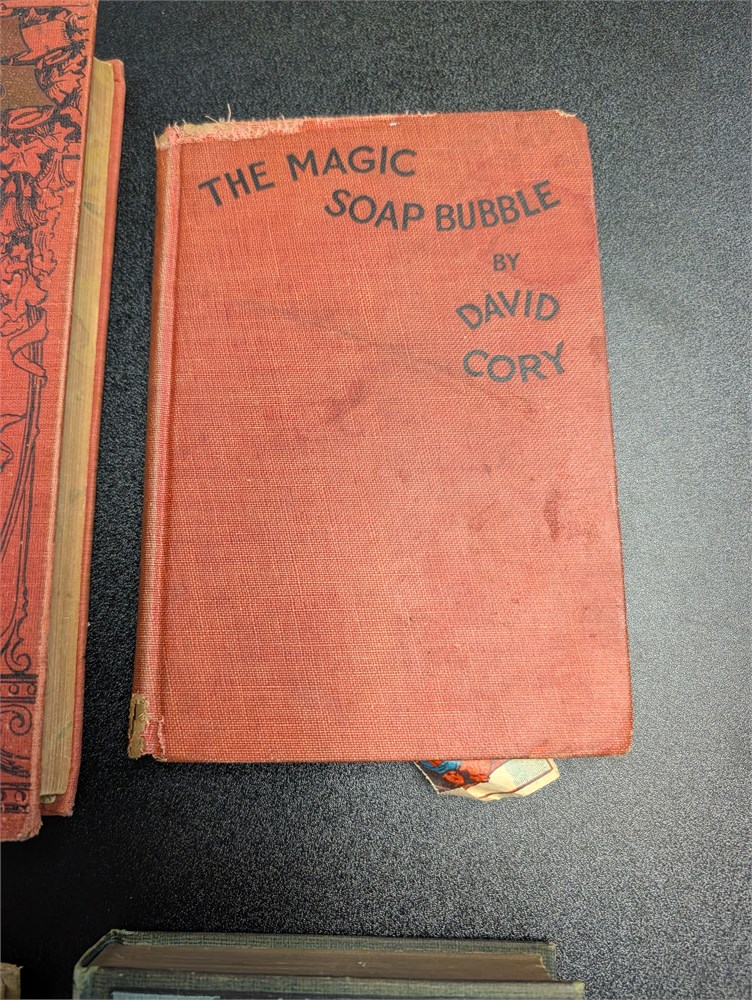 THE MAGIC
SOAP BUBBLE
BY
DAVID
CORY